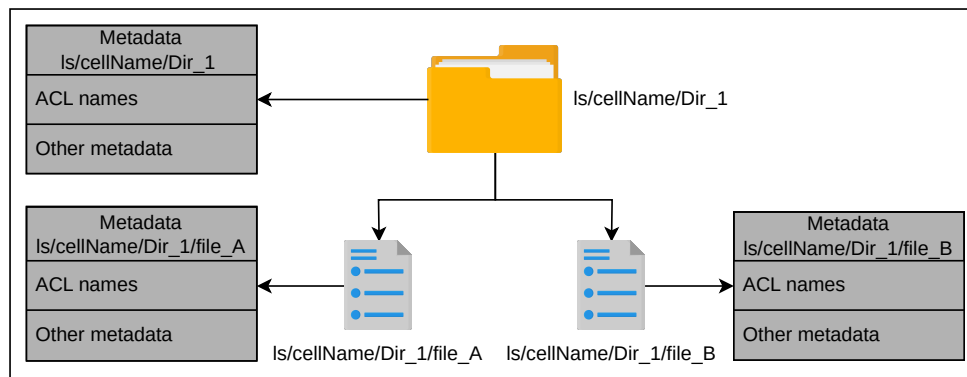 Metadata
ls/cellName/Dir_1
ACL names
Other metadata
ls/cellName/Dir_1
Metadata
ls/cellName/Dir_1/file_A
ACL names
Other metadata
ls/cellName/Dir_1/file_A
ls/cellName/Dir_1/file_B
Metadata
ls/cellName/Dir_1/file_B
ACL names
Other metadata